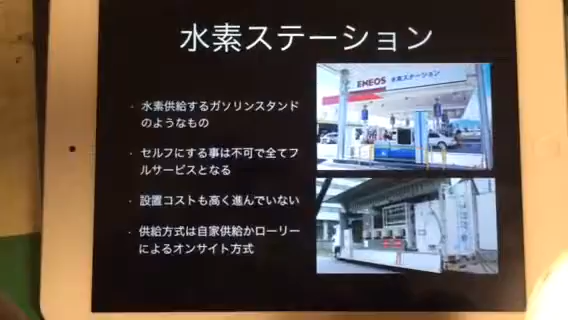 水素ステーション
・ 水素供給するガソリンスタンド
のようなもの
・ セルフにする事は不可で全てフ
ルサービスとなる
・ 設置コストも高く進んでいない
・ 供給方式は自家供給かローリー
によるオンサイト方式
ENEOS 水素ステーション